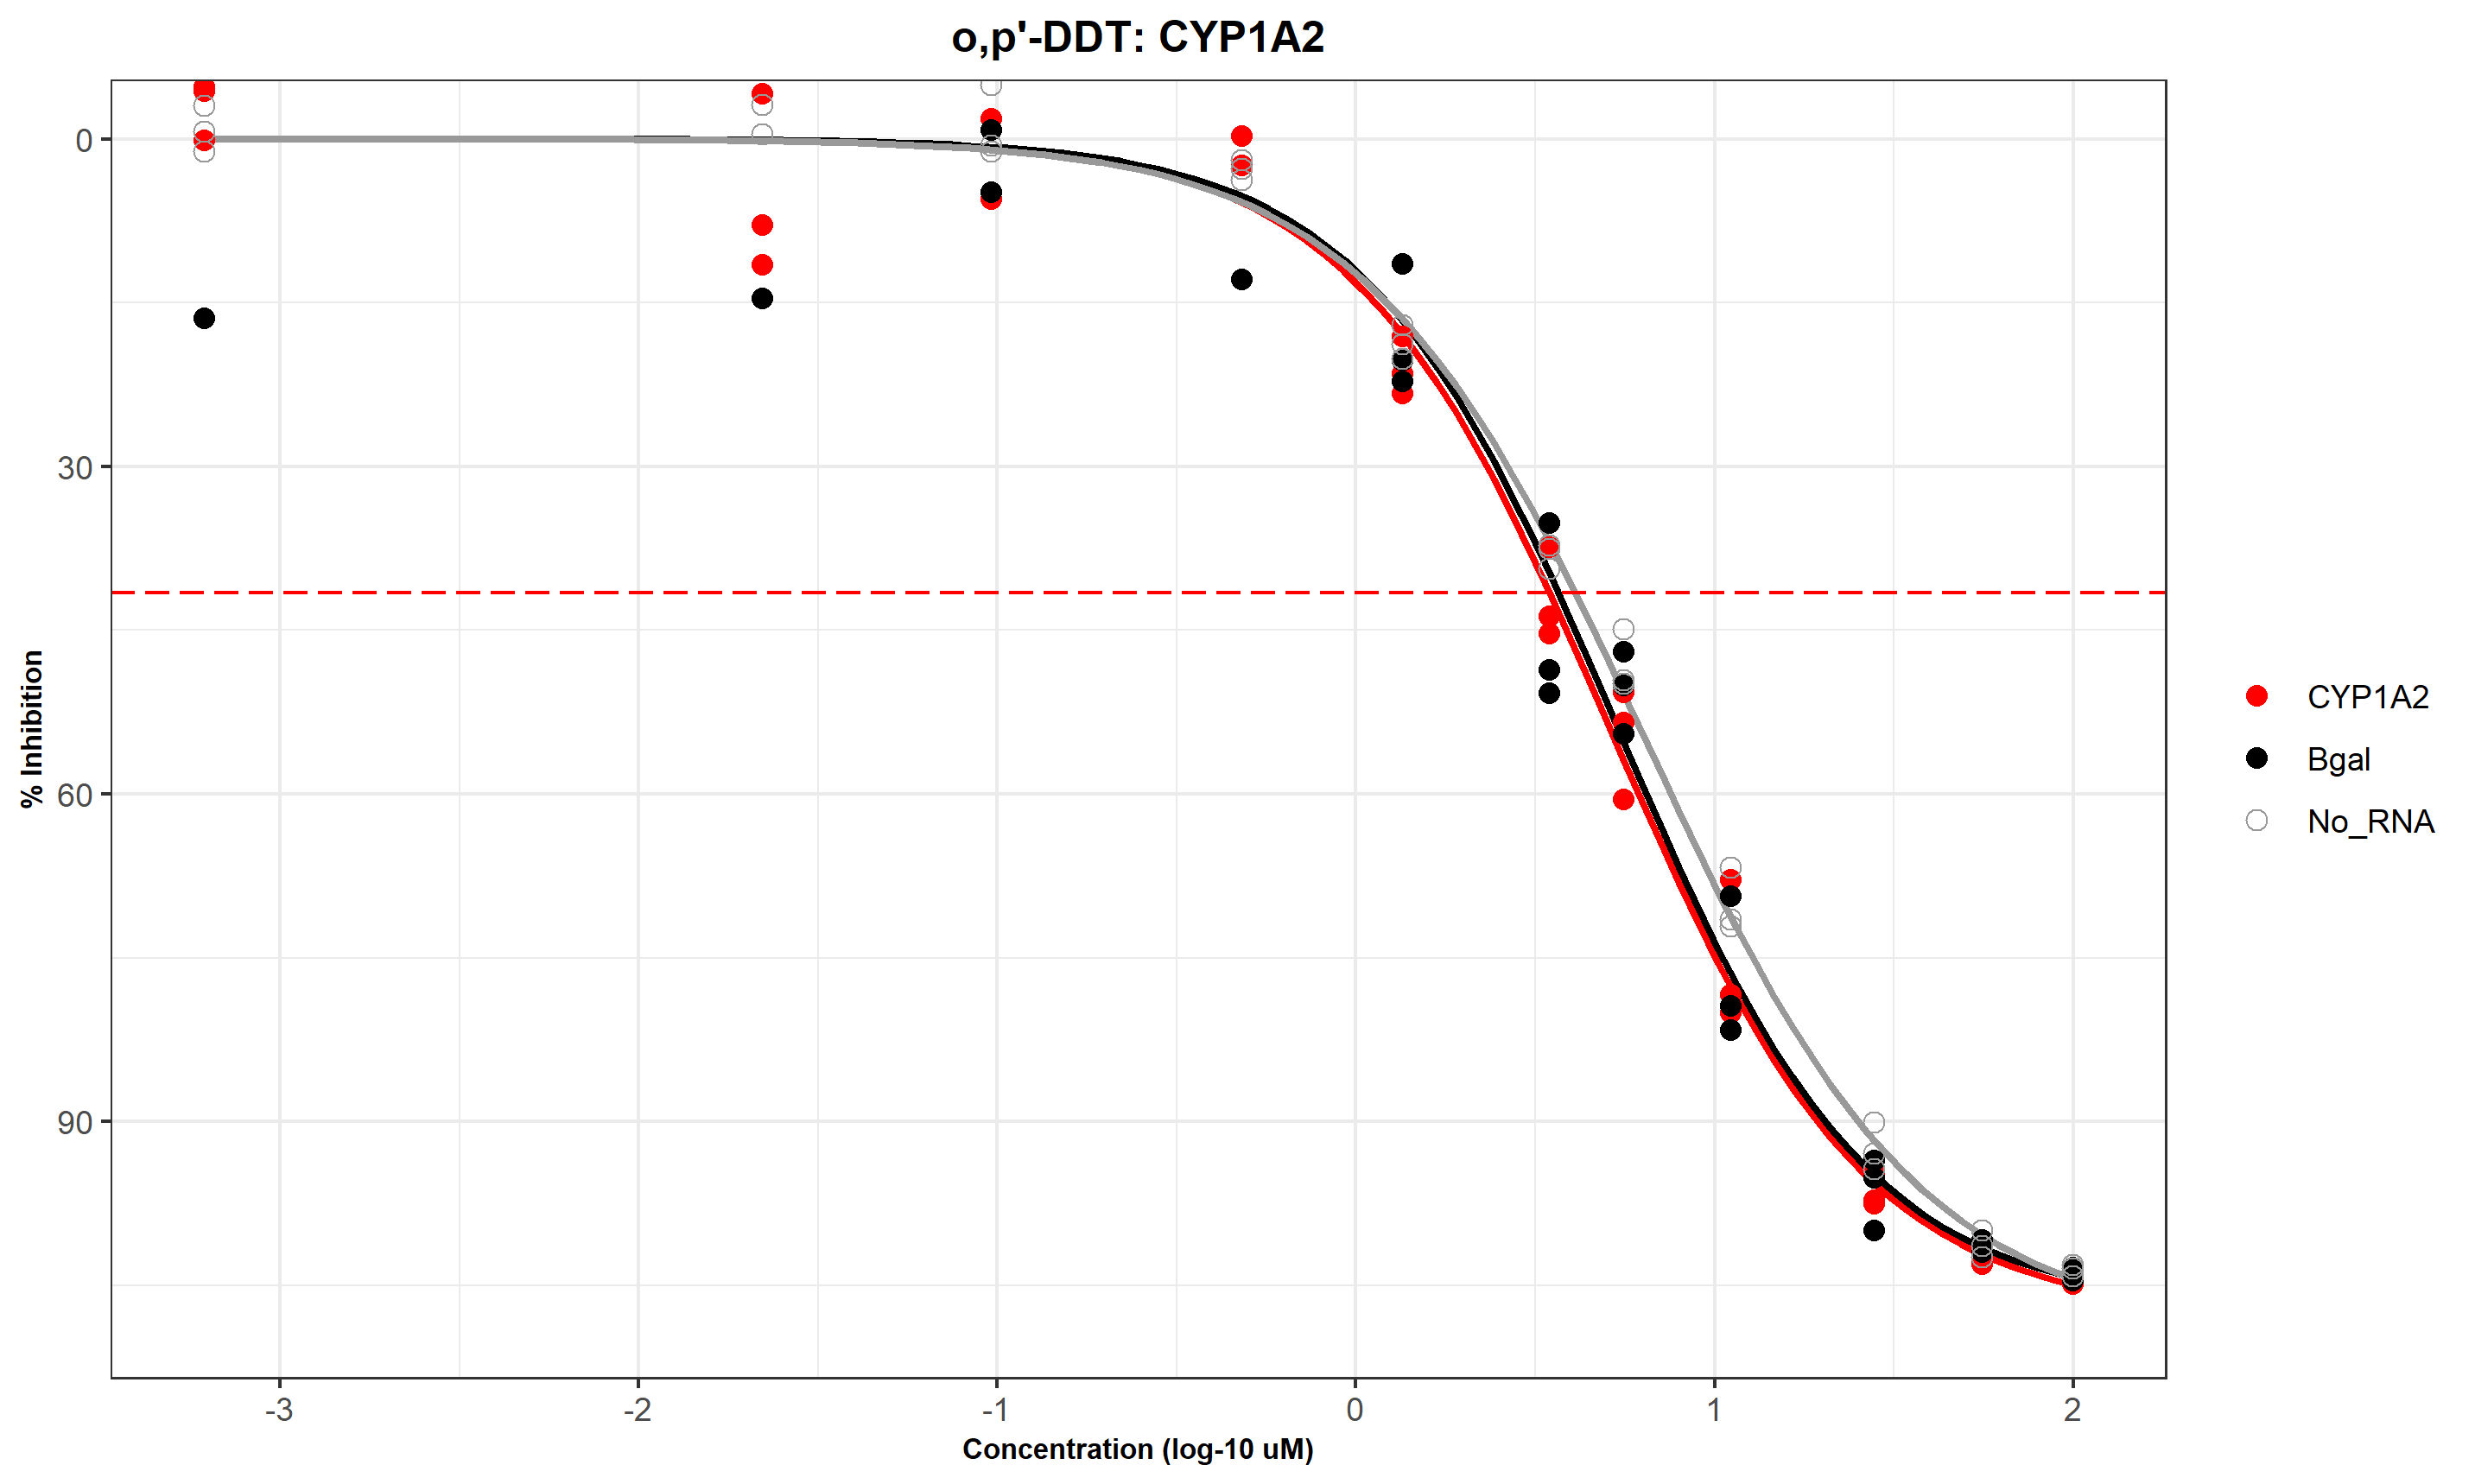 o,p'-DDT: CYP1A2
% Inhibition
0
30
60
90
-3
-2
-1
0
1
2
Concentration (log-10 uM)
CYP1A2
Bgal
No_RNA